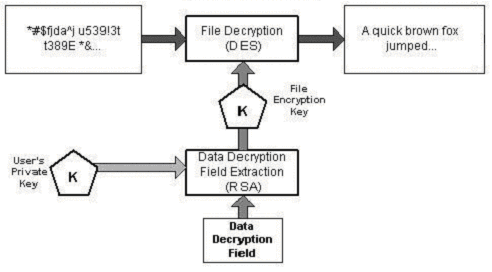 *#$fjda^j u539!3t
t389E *&...
File Decryption
(DES)
A quick brown fox
jumped...
K
File
Encryption
Key
User's
Private
Key
K
Data Decryption
Field Extraction
(RSA)
Data
Decryption
Field